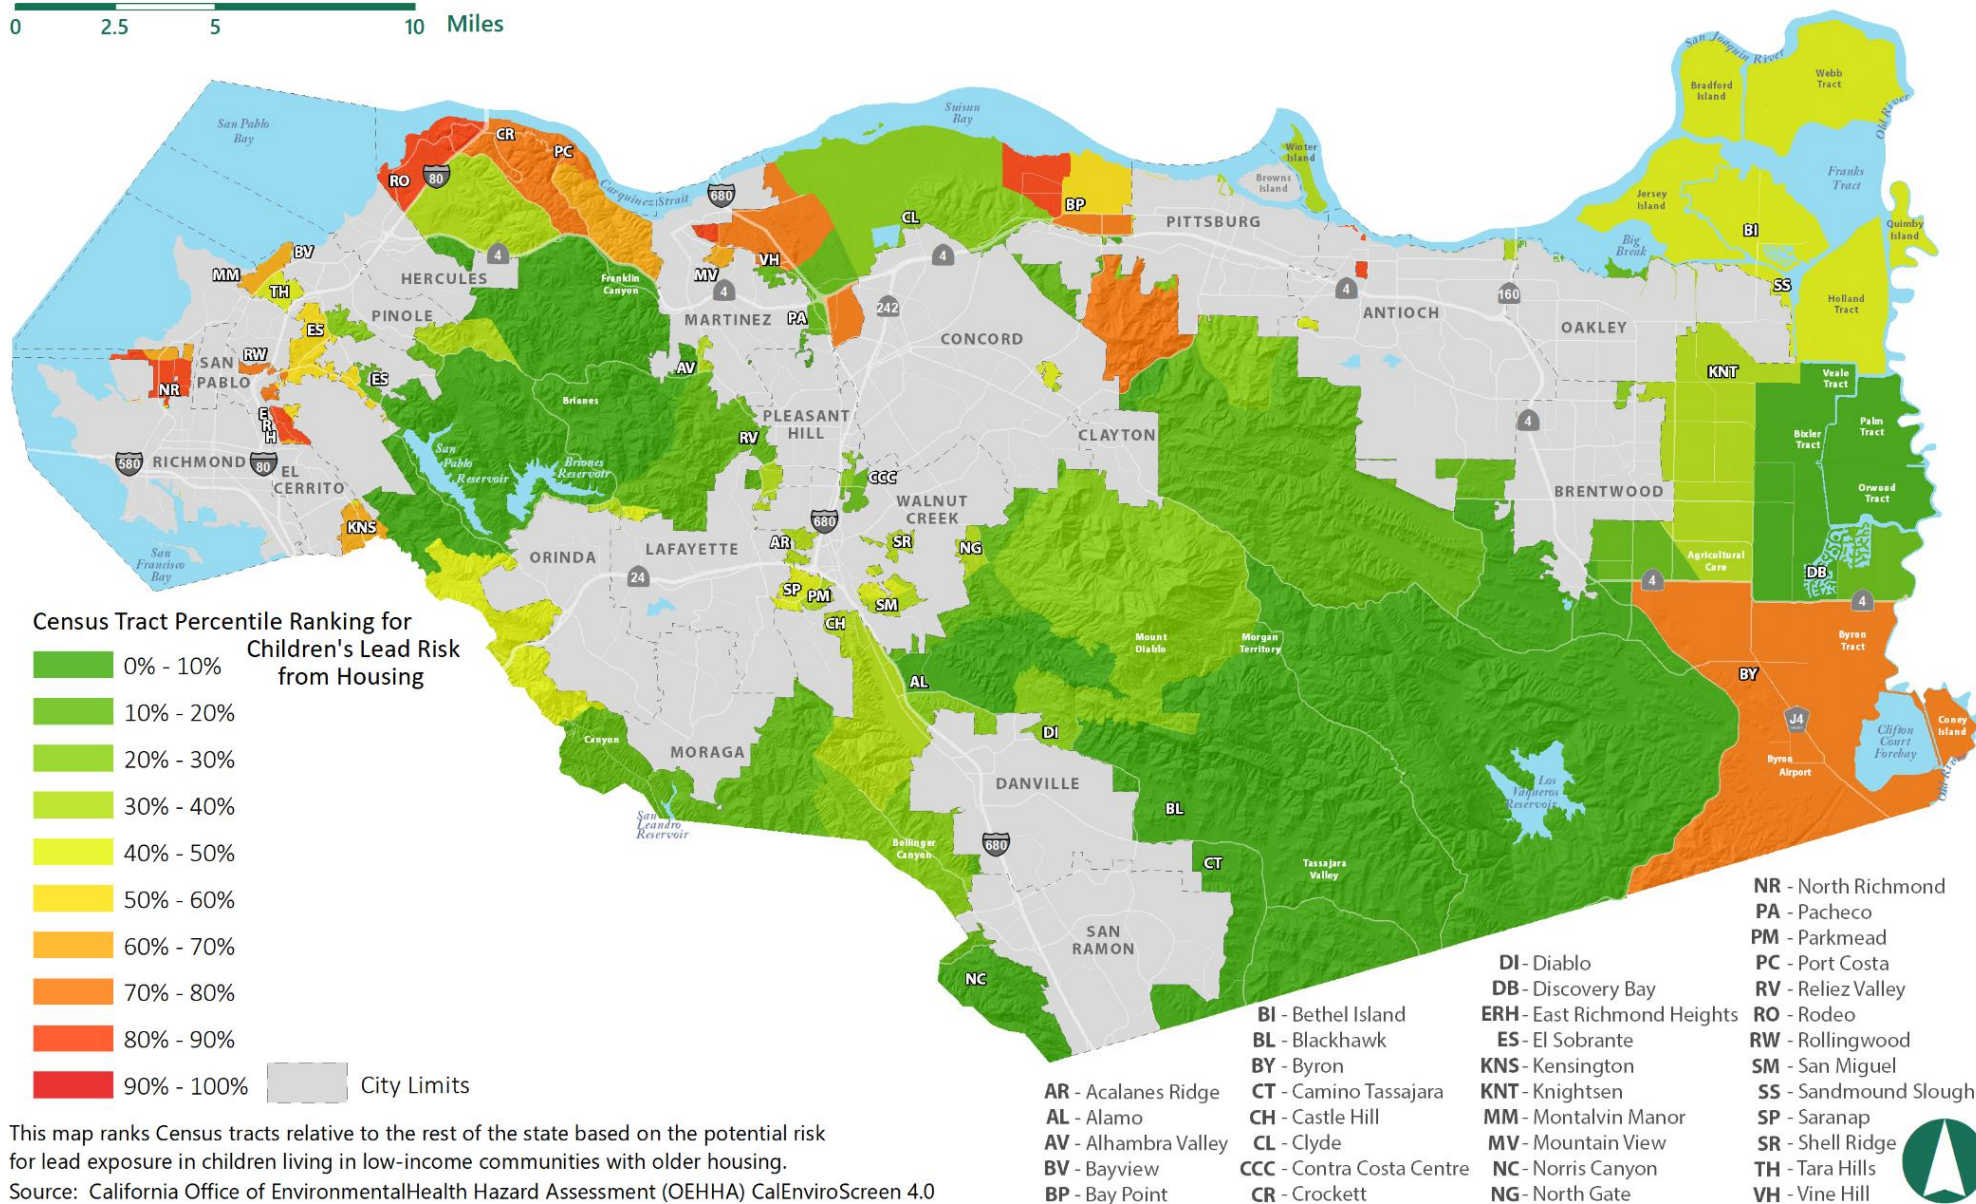 0 2.5 5 10 Miles
San Joaquin River
Webb Tract
Bradford Island
Old River
San Pablo Bay
Suisun Bay
CR
PC
RO
80
Carquinez Strait
680
Winter Island
Browns Island
Franks Tract
Jersey Island
BP
CL
PITTSBURG
BI
Quimby Island
Big Break
BV
MM
TH
HERCULES
4
Franklin Canyon
MV
VH
4
4
SS
Holland Tract
PINOLE
ES
MARTINEZ
PA
242
CONCORD
4
ANTIOCH
160
OAKLEY
SAN PABLO
RW
NR
ES
AV
KNT
Veale Tract
Briones
ERH
PLEASANT HILL
RV
CLAYTON
4
Bixler Tract
Palm Tract
580
RICHMOND
80
EL CERRITO
San Pablo Reservoir
Briones Reservoir
CCC
WALNUT CREEK
BRENTWOOD
Orwood Tract
KNS
680
San Francisco Bay
ORINDA
LAFAYETTE
AR
SR
NG
Agricultural Core
24
SP
PM
SM
4
DB
4
CH
Mount Diablo
Morgan Territory
Byron Tract
AL
BY
DI
J4
Coney Island
Canyon
MORAGA
Clifton Court Forebay
Byron Airport
Old River
DANVILLE
BL
Los Vaqueros Reservoir
San Leandro Reservoir
680
Bollinger Canyon
CT
Tassajara Valley
SAN RAMON
NC
Census Tract Percentile Ranking for
Children's Lead Risk
from Housing
0% - 10%
10% - 20%
20% - 30%
30% - 40%
40% - 50%
50% - 60%
60% - 70%
70% - 80%
80% - 90%
90% - 100%
City Limits
AR - Acalanes Ridge
AL - Alamo
AV - Alhambra Valley
BV - Bayview
BP - Bay Point
BI - Bethel Island
BL - Blackhawk
BY - Byron
CT - Camino Tassajara
CH - Castle Hill
CL - Clyde
CCC - Contra Costa Centre
CR - Crockett
DI - Diablo
DB - Discovery Bay
ERH - East Richmond Heights
ES - El Sobrante
KNS - Kensington
KNT - Knightsen
MM - Montalvin Manor
MV - Mountain View
NC - Norris Canyon
NG - North Gate
NR - North Richmond
PA - Pacheco
PM - Parkmead
PC - Port Costa
RV - Reliez Valley
RO - Rodeo
RW - Rollingwood
SM - San Miguel
SS - Sandmound Slough
SP - Saranap
SR - Shell Ridge
TH - Tara Hills
VH - Vine Hill
This map ranks Census tracts relative to the rest of the state based on the potential risk
for lead exposure in children living in low-income communities with older housing.
Source: California Office of EnvironmentalHealth Hazard Assessment (OEHHA) CalEnviroScreen 4.0